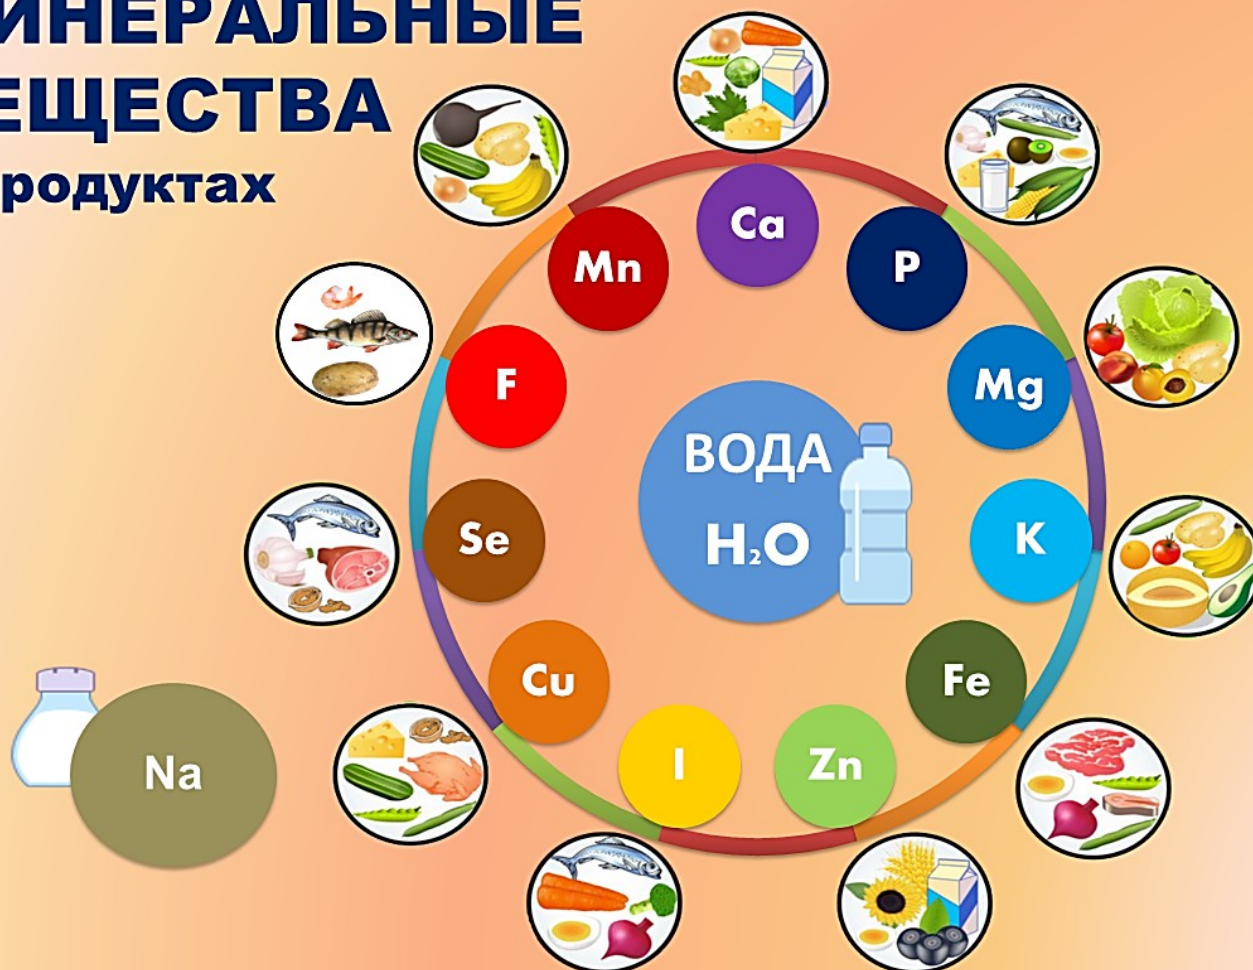 ИНЕРАЛЬНЫЕ
ЕЩЕСТВА
родуктах
Ca
Mn
P
F
Mg
ВОДА
H₂O
Se
K
Cu
Fe
I
Zn
Na